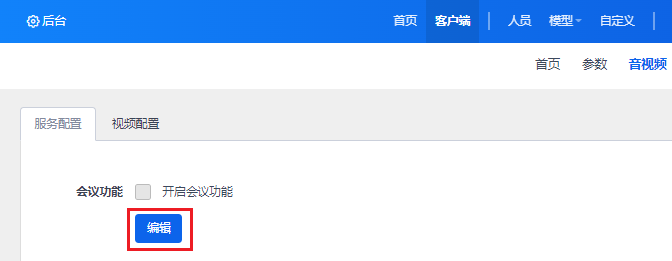 后台 首页 客户端 人员 模型 自定义
首页 参数 音视频
服务配置 视频配置
会议功能 开启会议功能
编辑